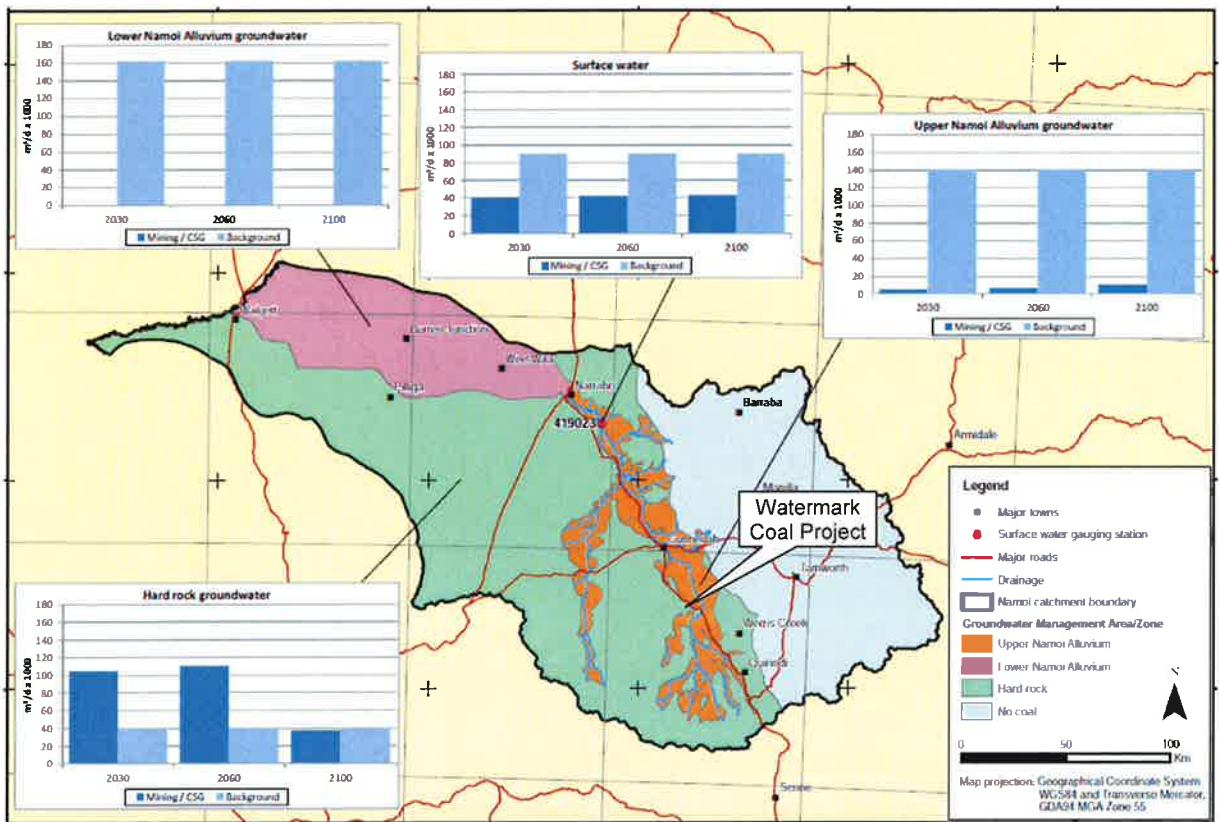 Lower Namoi Alluvium groundwater
180
160
140
120
100
80
60
40
20
0
m³/d x 1000
2030
2060
2100
Mining / CSG
Background
Surface water
180
160
140
120
100
80
60
40
20
0
m³/d x 1000
2030
2060
2100
Mining / CSG
Background
Upper Namoi Alluvium groundwater
180
160
140
120
100
80
60
40
20
0
m³/d x 1000
2030
2060
2100
Mining / CSG
Background
Walgett
Burren Junction
Wee Waa
Pilliga
Narrabri
419023
Barraba
Armidale
Manilla
Watermark
Coal Project
Gunnedah
Tamworth
Werris Creek
Quirindi
Scone
Hard rock groundwater
180
160
140
120
100
80
60
40
20
0
m³/d x 1000
2030
2060
2100
Mining / CSG
Background
Legend
Major towns
Surface water gauging station
Major roads
Drainage
Namoi catchment boundary
Groundwater Management Area/Zone
Upper Namoi Alluvium
Lower Namoi Alluvium
Hard rock
No coal
N
0 50 100
Km
Map projection: Geographical Coordinate System
WGS84 and Transverse Mercator,
GDA94 MGA Zone 55